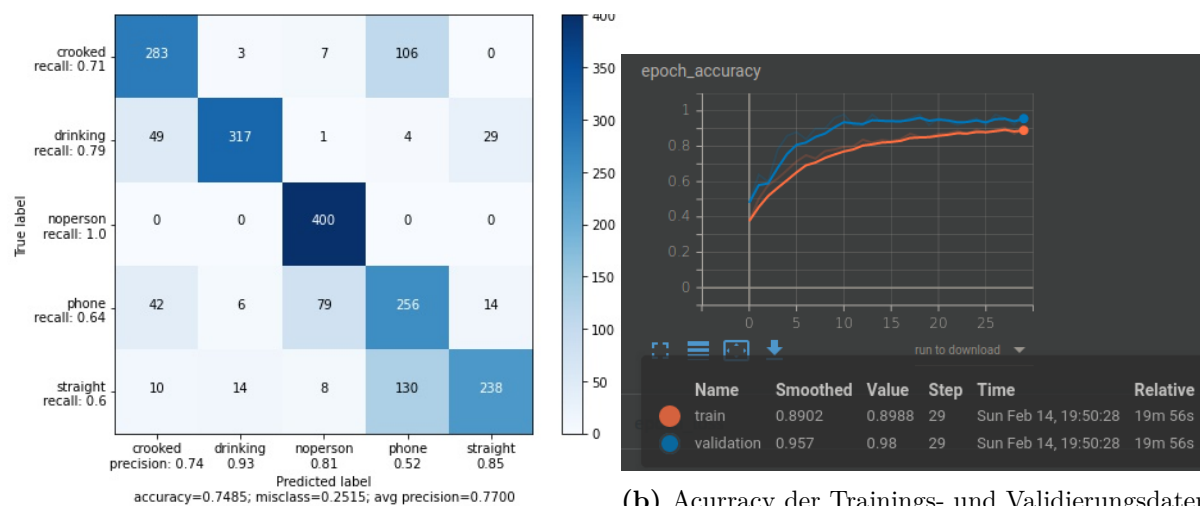 400
350
300
250
200
150
100
50
0
True label
crooked
recall: 0.71
283 3 7 106 0
drinking
recall: 0.79
49 317 1 4 29
noperson
recall: 1.0
0 0 400 0 0
phone
recall: 0.64
42 6 79 256 14
straight
recall: 0.6
10 14 8 130 238
crooked drinking noperson phone straight
precision: 0.74 0.93 0.81 0.52 0.85
Predicted label
accuracy=0.7485; misclass=0.2515; avg precision=0.7700
epoch_accuracy
1
0.8
0.6
0.4
0.2
0
0 5 10 15 20 25
run to download
Name Smoothed Value Step Time Relative
train 0.8902 0.8988 29 Sun Feb 14, 19:50:28 19m 56s
validation 0.957 0.98 29 Sun Feb 14, 19:50:28 19m 56s
(b) Acurracy der Trainings- und Validierungsdaten